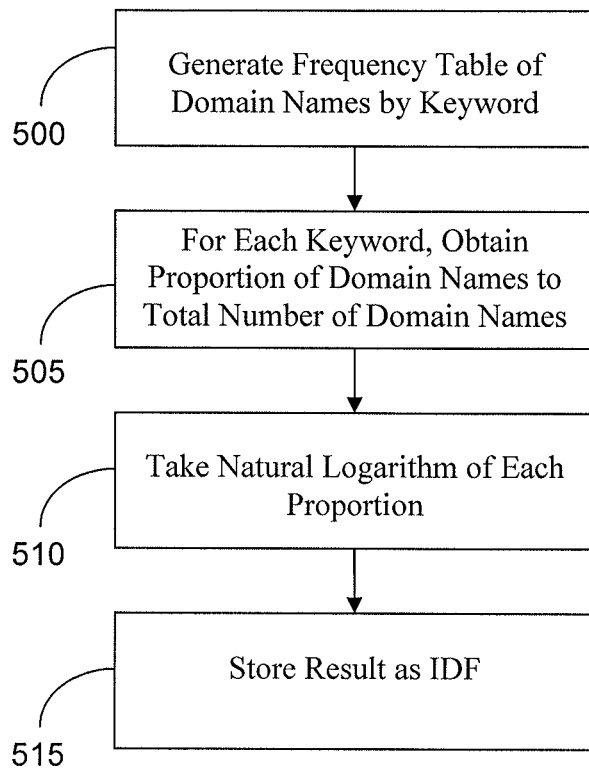 Generate Frequency Table of
Domain Names by Keyword
500
For Each Keyword, Obtain
Proportion of Domain Names to
Total Number of Domain Names
505
Take Natural Logarithm of Each
Proportion
510
Store Result as IDF
515